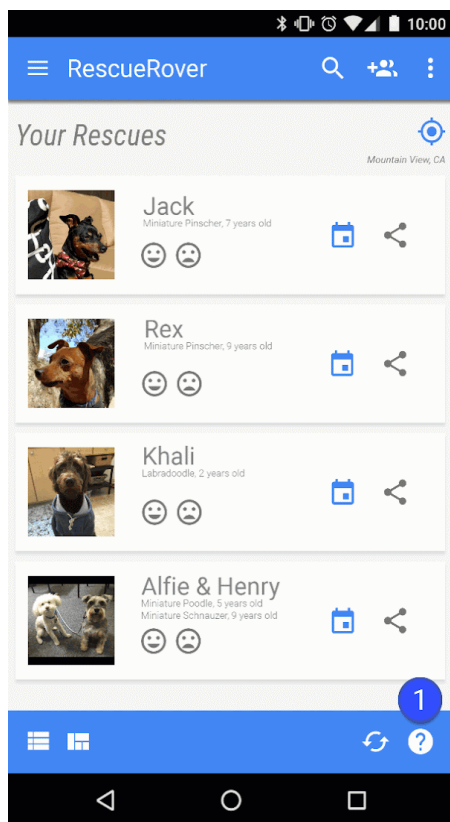 10:00
RescueRover
Your Rescues
Mountain View, CA
Jack
Miniature Pinscher, 7 years old
Rex
Miniature Pinscher, 9 years old
Khali
Labradoodle, 2 years old
Alfie & Henry
Miniature Poodle, 5 years old
Miniature Schnauzer, 9 years old
1
?